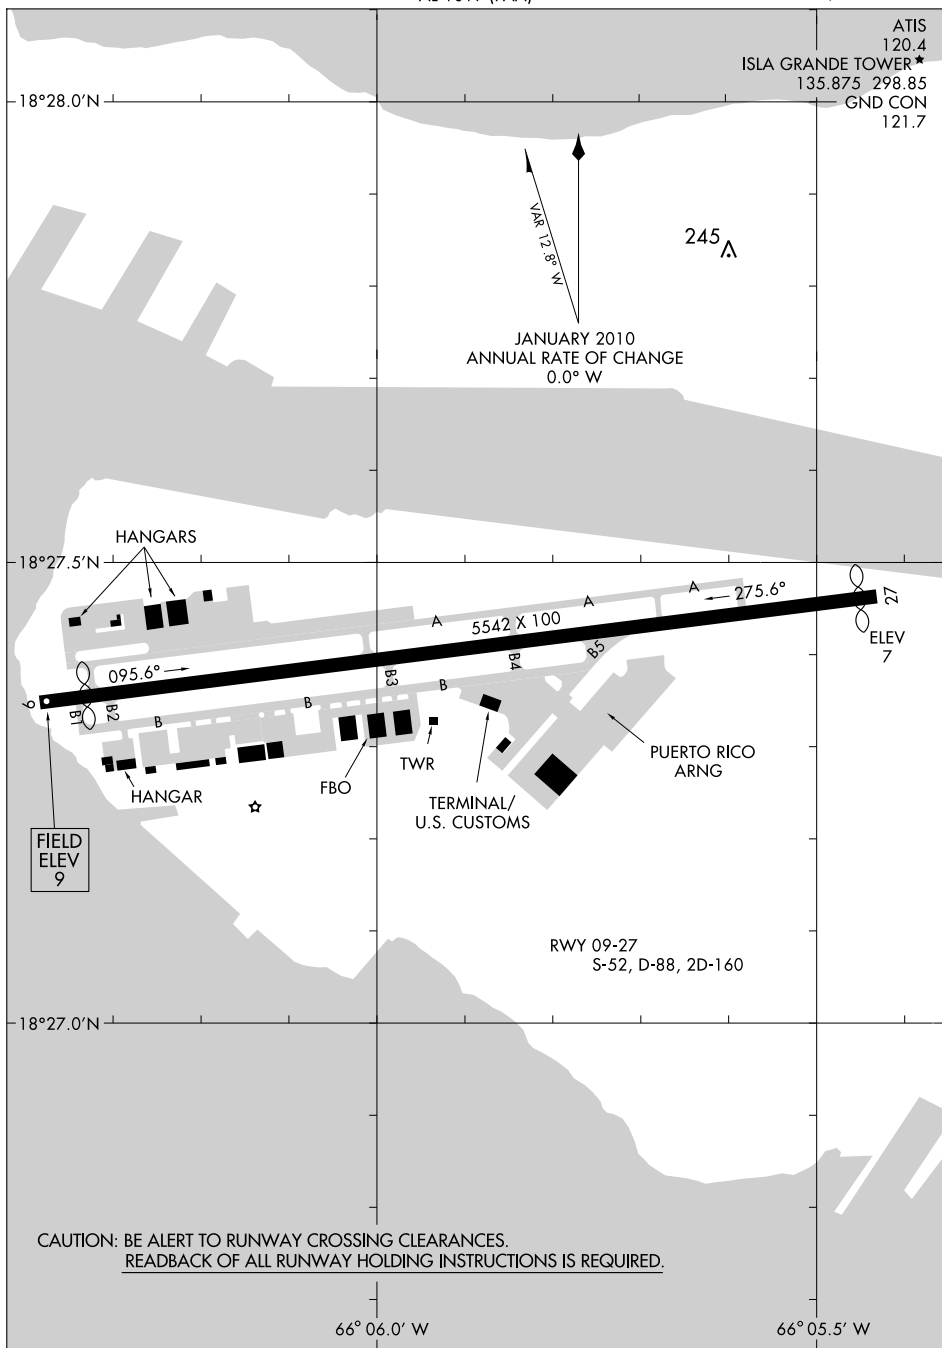 ATIS
120.4
ISLA GRANDE TOWER★
135.875 298.85
GND CON
121.7
18°28.0'N
VAR 12.8° W
245
JANUARY 2010
ANNUAL RATE OF CHANGE
0.0° W
HANGARS
18°27.5'N
A
A
A
275.6°
27
5542 X 100
ELEV
7
095.6°
9
B1
B2
B
B3
B
B4
B5
HANGAR
FBO
TWR
TERMINAL/
U.S. CUSTOMS
PUERTO RICO
ARNG
FIELD
ELEV
9
RWY 09-27
S-52, D-88, 2D-160
18°27.0'N
CAUTION: BE ALERT TO RUNWAY CROSSING CLEARANCES.
READBACK OF ALL RUNWAY HOLDING INSTRUCTIONS IS REQUIRED.
66° 06.0' W
66° 05.5' W